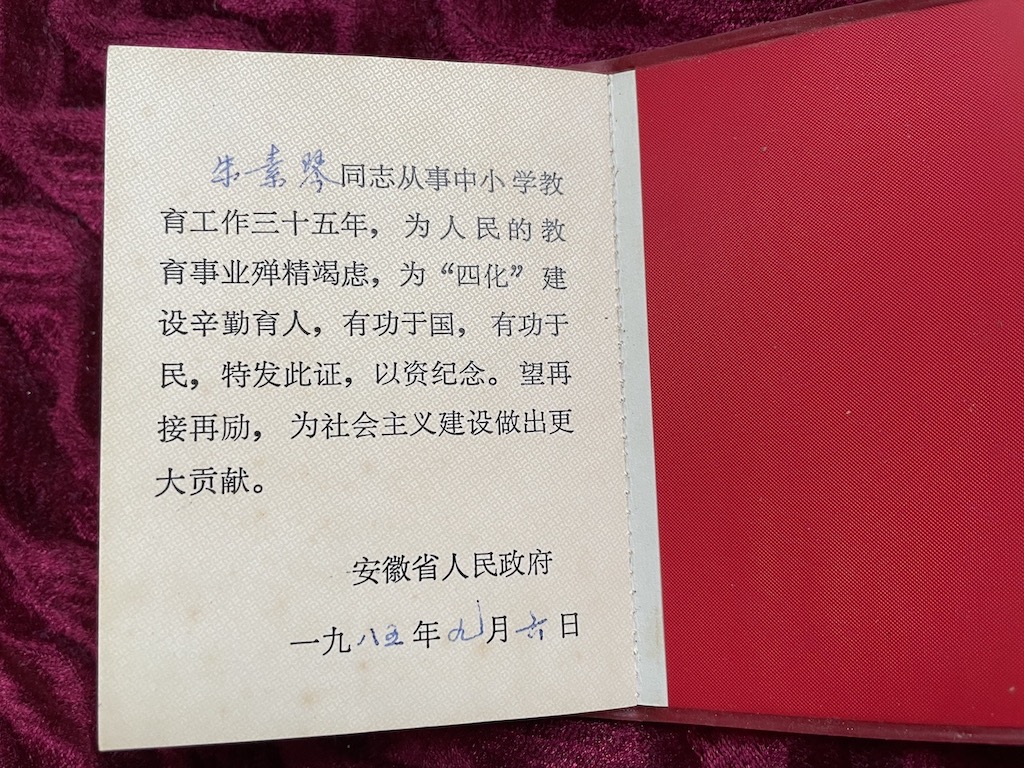 朱素琴同志从事中小学教
育工作三十五年，为人民的教
育事业殚精竭虑，为“四化”建
设辛勤育人，有功于国，有功于
民，特发此证，以资纪念。望再
接再励，为社会主义建设做出更
大贡献。
安徽省人民政府
一九八五年九月六日